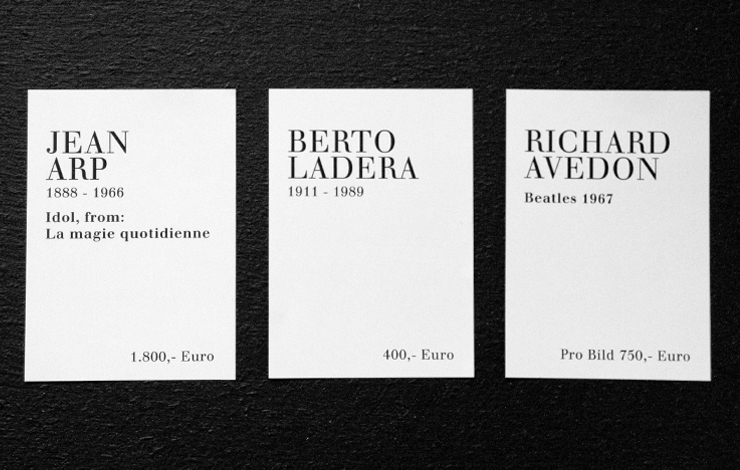 JEAN
ARP
1888 - 1966
Idol, from:
La magie quotidienne
1.800,- Euro
BERTO
LADERA
1911 - 1989
400,- Euro
RICHARD
AVEDON
Beatles 1967
Pro Bild 750,- Euro